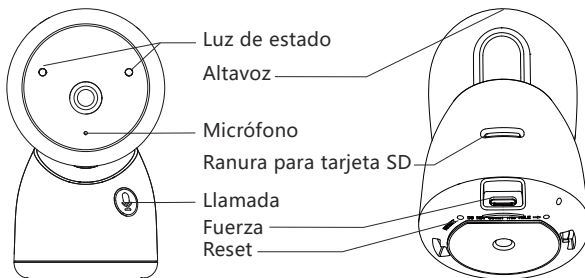 Luz de estado
Altavoz
Micrófono
Ranura para tarjeta SD
Llamada
Fuerza
Reset